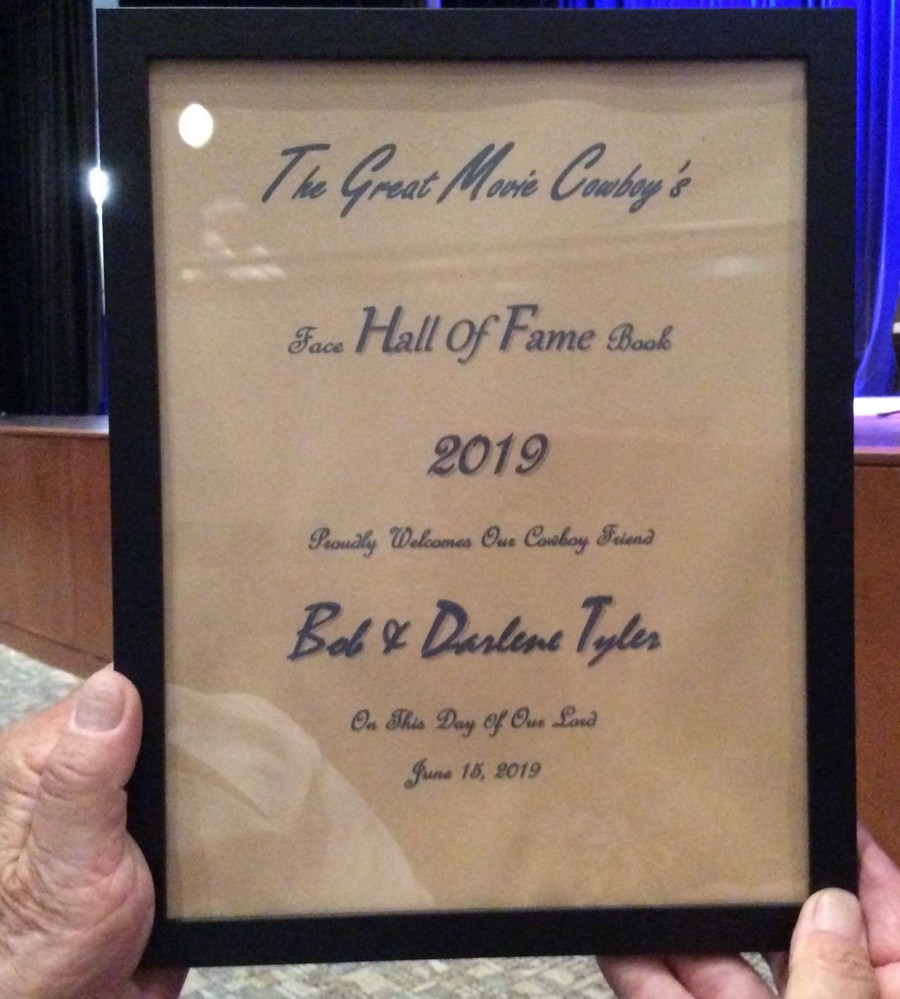 The Great Movie Cowboy's
Face Hall Of Fame Book
2019
Proudly Welcomes Our Cowboy Friend
Bob & Darlene Tyler
On This Day Of Our Lord
June 15, 2019